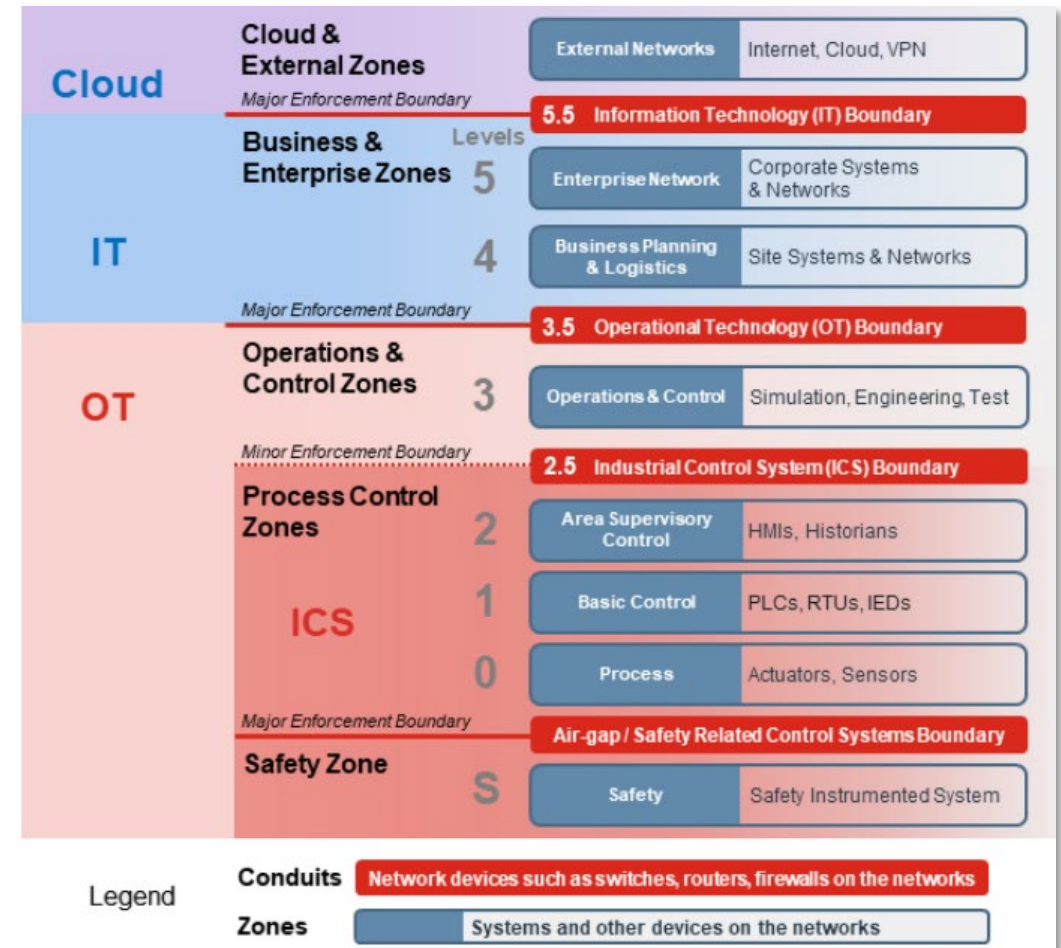 Cloud
Cloud &
External Zones
External Networks
Internet, Cloud, VPN
Major Enforcement Boundary
5.5 Information Technology (IT) Boundary
IT
Business &
Enterprise Zones
Levels
5
Enterprise Network
Corporate Systems
& Networks
4
Business Planning
& Logistics
Site Systems & Networks
Major Enforcement Boundary
3.5 Operational Technology (OT) Boundary
OT
Operations &
Control Zones
3
Operations & Control
Simulation, Engineering, Test
Minor Enforcement Boundary
2.5 Industrial Control System (ICS) Boundary
Process Control
Zones
ICS
2
Area Supervisory
Control
HMIs, Historians
1
Basic Control
PLCs, RTUs, IEDs
0
Process
Actuators, Sensors
Major Enforcement Boundary
Air-gap / Safety Related Control Systems Boundary
Safety Zone
S
Safety
Safety Instrumented System
Legend
Conduits
Network devices such as switches, routers, firewalls on the networks
Zones
Systems and other devices on the networks